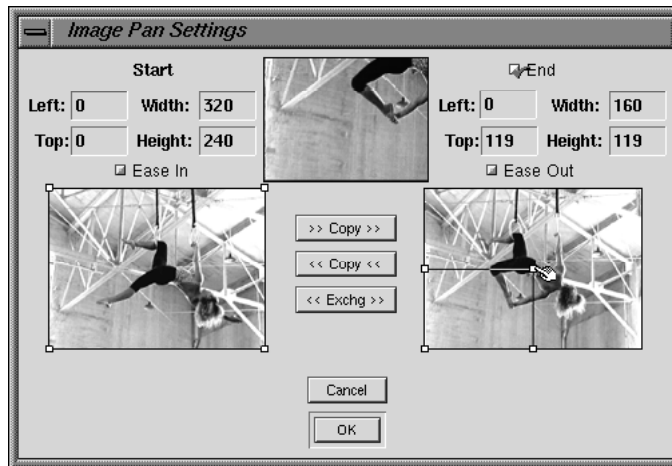 Image Pan Settings
Start
End
Left: 0 Width: 320
Left: 0 Width: 160
Top: 0 Height: 240
Top: 119 Height: 119
Ease In
Ease Out
>> Copy >>
<< Copy <<
<< Exchg >>
Cancel
OK